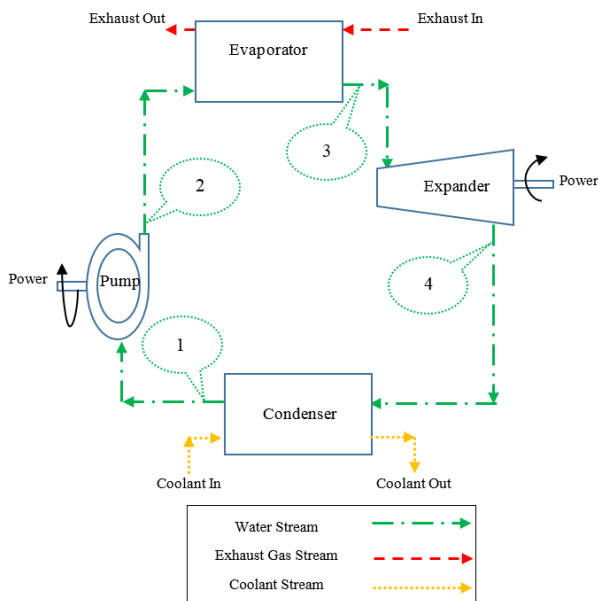 Exhaust Out
Exhaust In
Evaporator
3
2
Expander
Power
Power
Pump
4
1
Condenser
Coolant In
Coolant Out
Water Stream
Exhaust Gas Stream
Coolant Stream